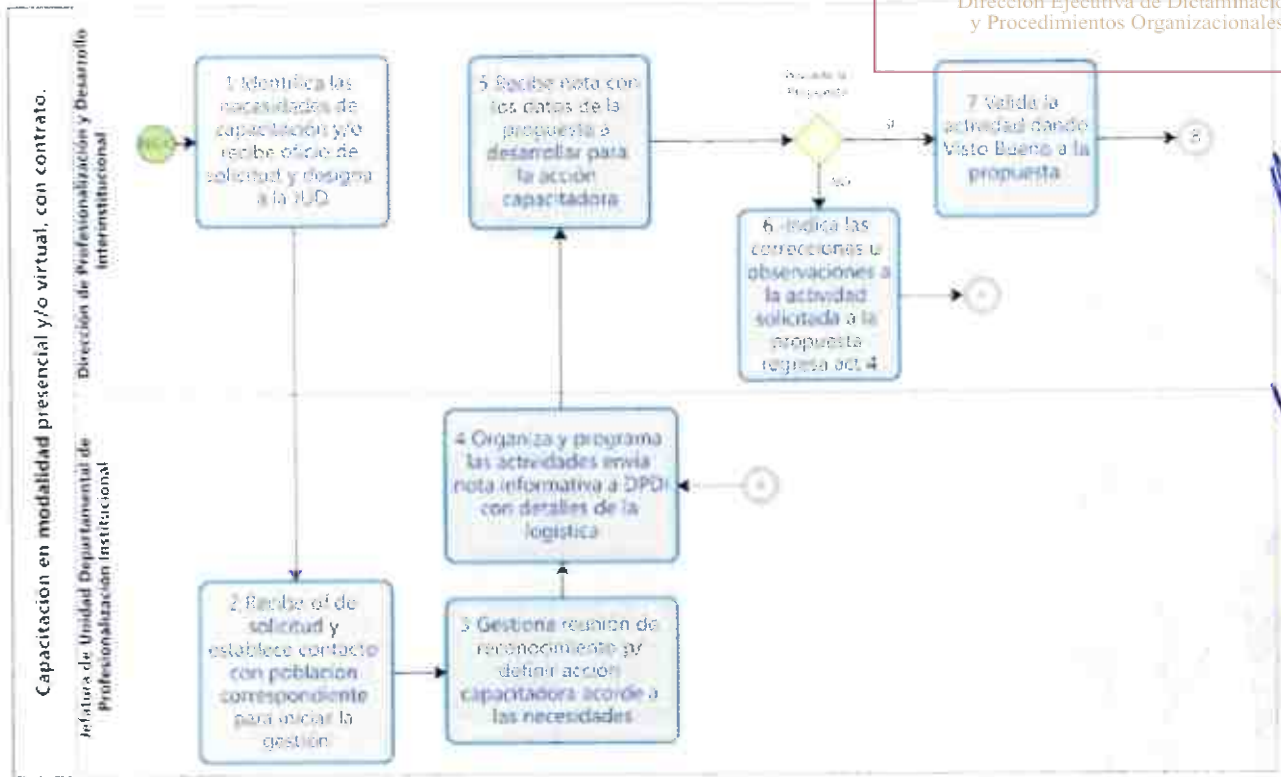 Dirección Ejecutiva de Dictaminació
y Procedimientos Organizacionales
Capacitacion en modalidad presencial y/o virtual, con contrato.
Dirección de Profesionalización y Desarrollo
Interinstitucional
1 Identifica las
necesidades de
capacitación y/o
recibe oficio de
solicitud y designa
a la JUD
5 Recibe nota con
los datos de la
propuesta a
desarrollar para
la acción
capacitadora
NO
7 Valida la
actividad dando
Visto Bueno a la
propuesta
B
6 Indica las
correcciones u
observaciones a
la actividad
solicitada a la
propuesta
regresa act 4
Jefatura de Unidad Departamental de
Profesionalización Institucional
4 Organiza y programa
las actividades envia
nota informativa a DPDI
con detalles de la
logistica
2 Recibe of de
solicitud y
establece contacto
con población
correspondiente
para iniciar la
gestión
3 Gestiona reunión de
reconocimiento p/
definir acción
capacitadora acorde a
las necesidades